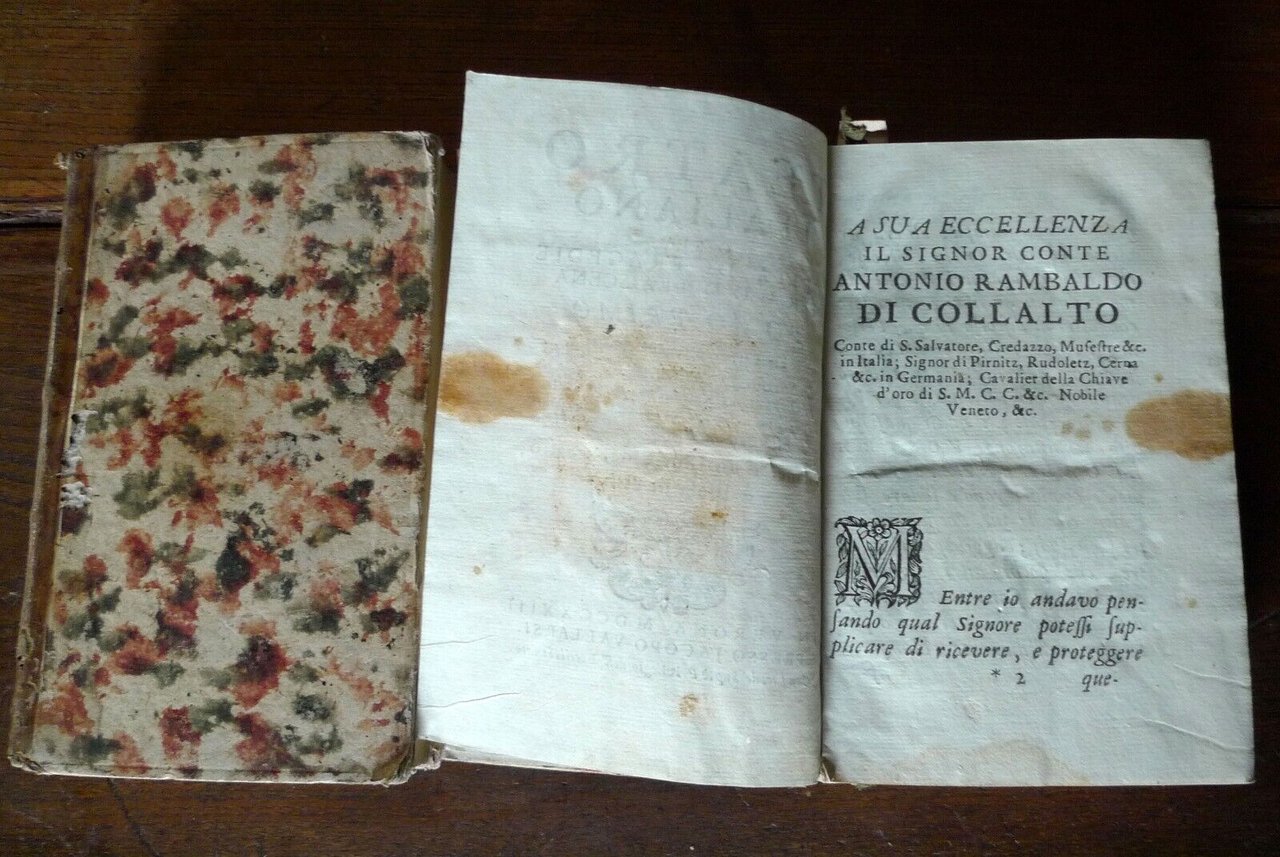 A SUA ECCELLENZA
IL SIGNOR CONTE
ANTONIO RAMBALDO
DI COLLALTO
Conte di S. Salvatore, Credazzo, Muſeſtre &c.
in Italia; Signor di Pirnitz, Rudoletz, Cerna
&c. in Germania; Cavalier della Chiave
d'oro di S. M. C. C. &c. Nobile
Veneto, &c.
MEntre io andavo pen-
ſando qual Signore poteſſi ſup-
plicare di ricevere, e proteggere
* 2 que-